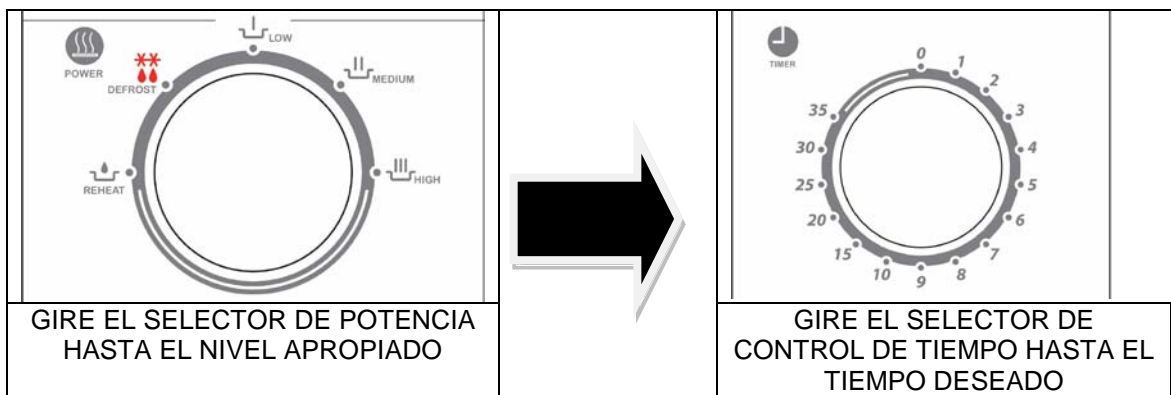 LOW
POWER
DEFROST
MEDIUM
REHEAT
HIGH
GIRE EL SELECTOR DE POTENCIA
HASTA EL NIVEL APROPIADO
TIMER
0
1
2
3
4
5
6
7
8
9
10
15
20
25
30
35
GIRE EL SELECTOR DE
CONTROL DE TIEMPO HASTA EL
TIEMPO DESEADO